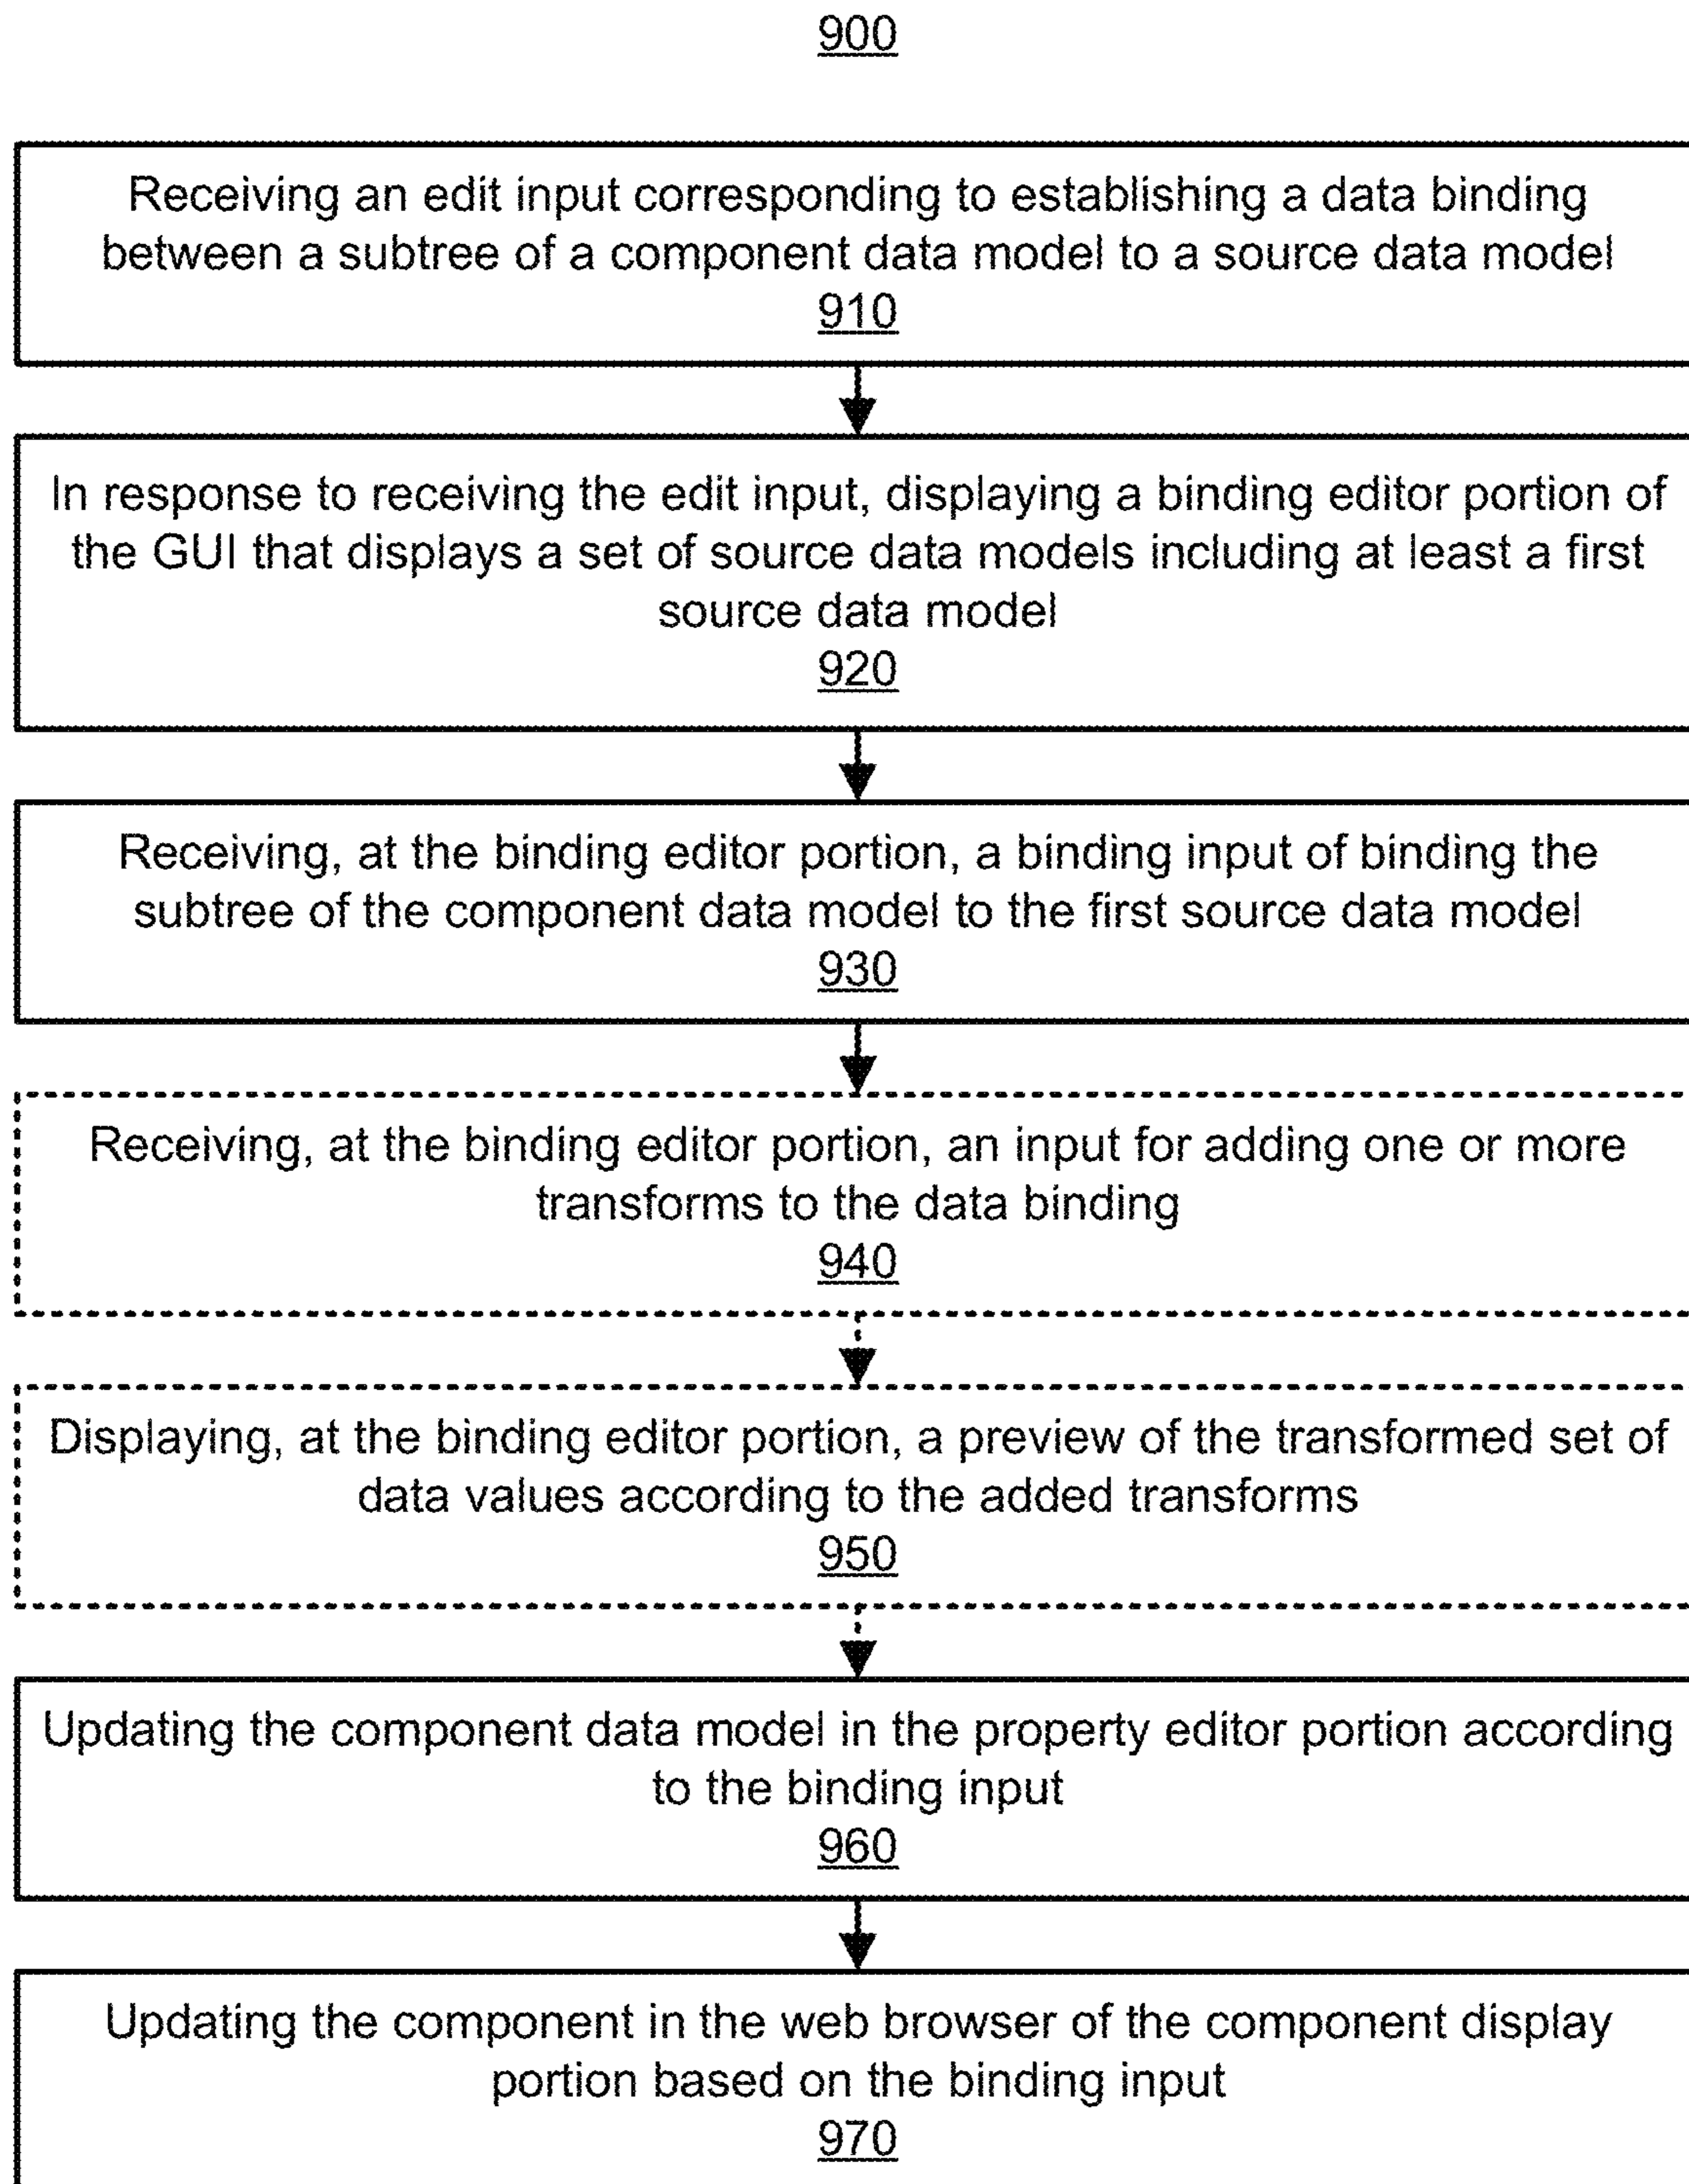 900
Receiving an edit input corresponding to establishing a data binding
between a subtree of a component data model to a source data model
910
In response to receiving the edit input, displaying a binding editor portion of
the GUI that displays a set of source data models including at least a first
source data model
920
Receiving, at the binding editor portion, a binding input of binding the
subtree of the component data model to the first source data model
930
Receiving, at the binding editor portion, an input for adding one or more
transforms to the data binding
940
Displaying, at the binding editor portion, a preview of the transformed set of
data values according to the added transforms
950
Updating the component data model in the property editor portion according
to the binding input
960
Updating the component in the web browser of the component display
portion based on the binding input
970